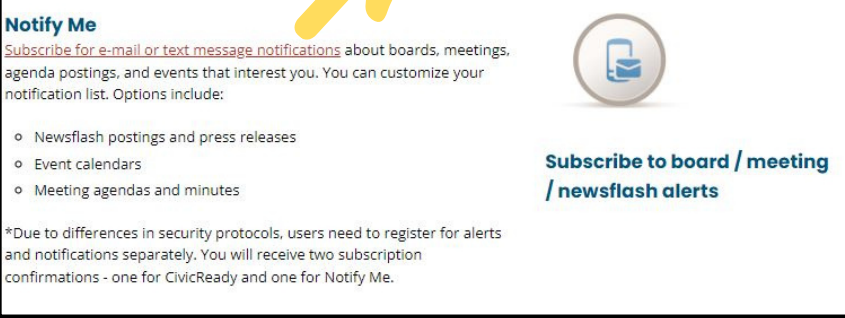 Notify Me
Subscribe for e-mail or text message notifications about boards, meetings,
agenda postings, and events that interest you. You can customize your
notification list. Options include:
Newsflash postings and press releases
Event calendars
Meeting agendas and minutes
*Due to differences in security protocols, users need to register for alerts
and notifications separately. You will receive two subscription
confirmations - one for CivicReady and one for Notify Me.
Subscribe to board / meeting
/ newsflash alerts